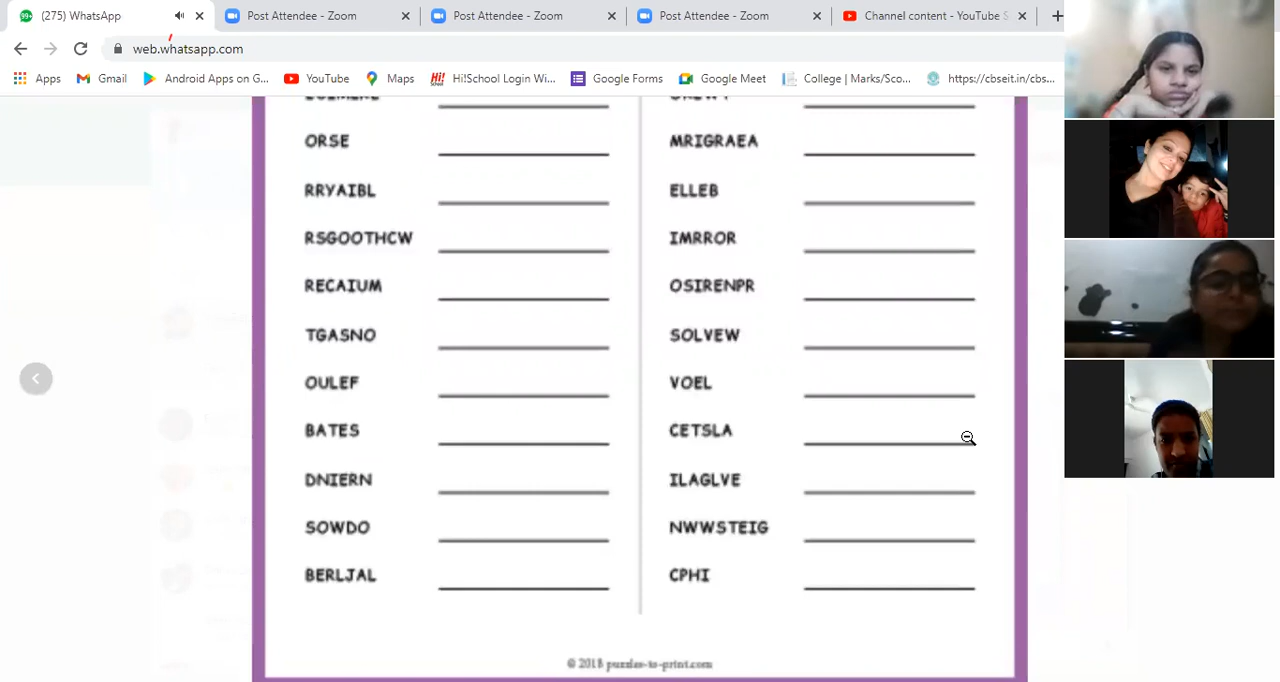 99+ (275) WhatsApp
Post Attendee - Zoom
Post Attendee - Zoom
Post Attendee - Zoom
Channel content - YouTube S
web.whatsapp.com
Apps
Gmail
Android Apps on G...
YouTube
Maps
Hi! Hi!School Login Wi...
Google Forms
Google Meet
College | Marks/Sco...
https://cbseit.in/cbs...
ORSE
RRYAIBL
RSGOOTHCW
RECAIUM
TGASNO
OULEF
BATES
DNIERN
SOWDO
BERLJAL
MRIGRAEA
ELLEB
IMRROR
OSIRENPR
SOLVEW
VOEL
CETSLA
ILAGLVE
NWWSTEIG
CPHI
© 2018 puzzles-to-print.com